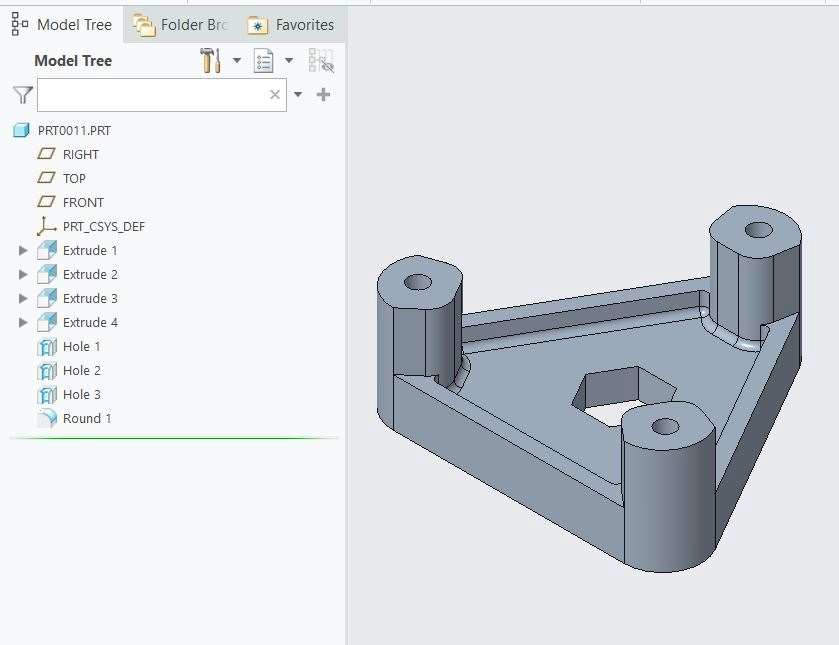 Model Tree Folder Brc Favorites
Model Tree
PRT0011.PRT
RIGHT
TOP
FRONT
PRT_CSYS_DEF
Extrude 1
Extrude 2
Extrude 3
Extrude 4
Hole 1
Hole 2
Hole 3
Round 1